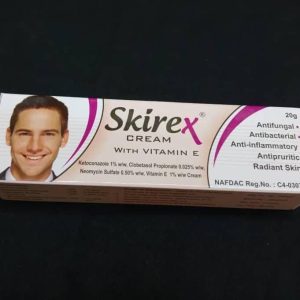 Skirex®
CREAM
WITH VITAMIN E
Ketoconazole 1% w/w, Clobetasol Propionate 0.025% w/w,
Neomycin Sulfate 0.50% w/w, Vitamin E 1% w/w Cream
20g
Antifungal •
Antibacterial •
Anti-inflammatory
Antipruritic
Radiant Skin
NAFDAC Reg.No.: C4-